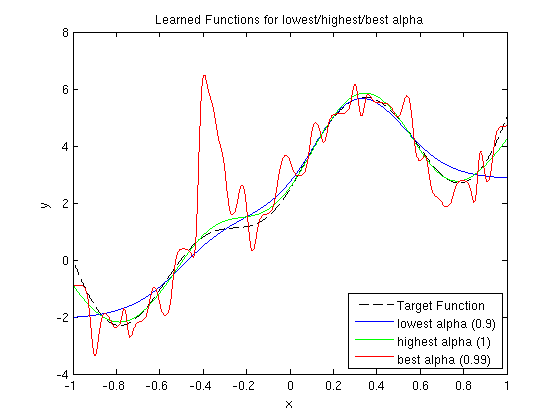 Learned Functions for lowest/highest/best alpha
8
6
4
2
0
-2
-4
y
-1 -0.8 -0.6 -0.4 -0.2 0 0.2 0.4 0.6 0.8 1
x
Target Function
lowest alpha (0.9)
highest alpha (1)
best alpha (0.99)